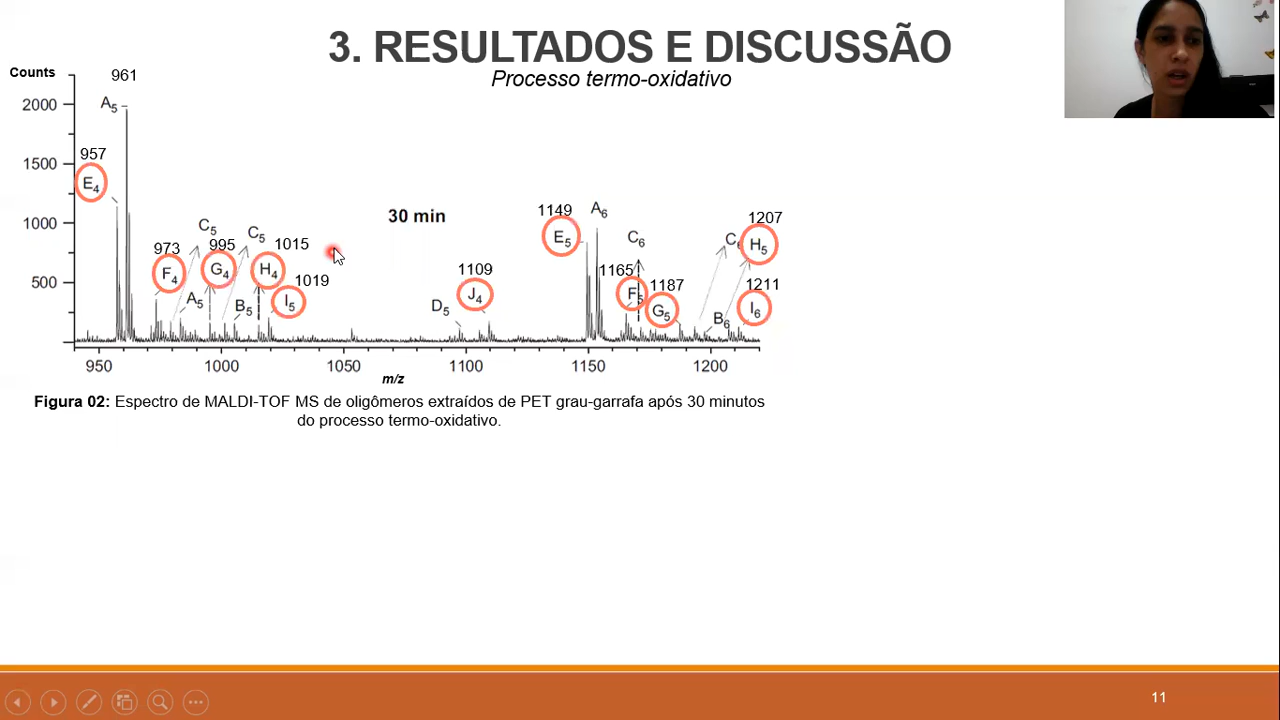 3. RESULTADOS E DISCUSSÃO
Processo termo-oxidativo
Counts
961
2000
A5
957
1500
E4
1000
30 min
1149
A6
1207
C5
C5
E5
C6
C6
H5
973
995
1015
F4
G4
H4
1019
1109
1165
1187
1211
500
A5
B5
I5
D5
J4
F5
G5
B6
I6
950
1000
1050
1100
1150
1200
m/z
Figura 02: Espectro de MALDI-TOF MS de oligômeros extraídos de PET grau-garrafa após 30 minutos
do processo termo-oxidativo.
11